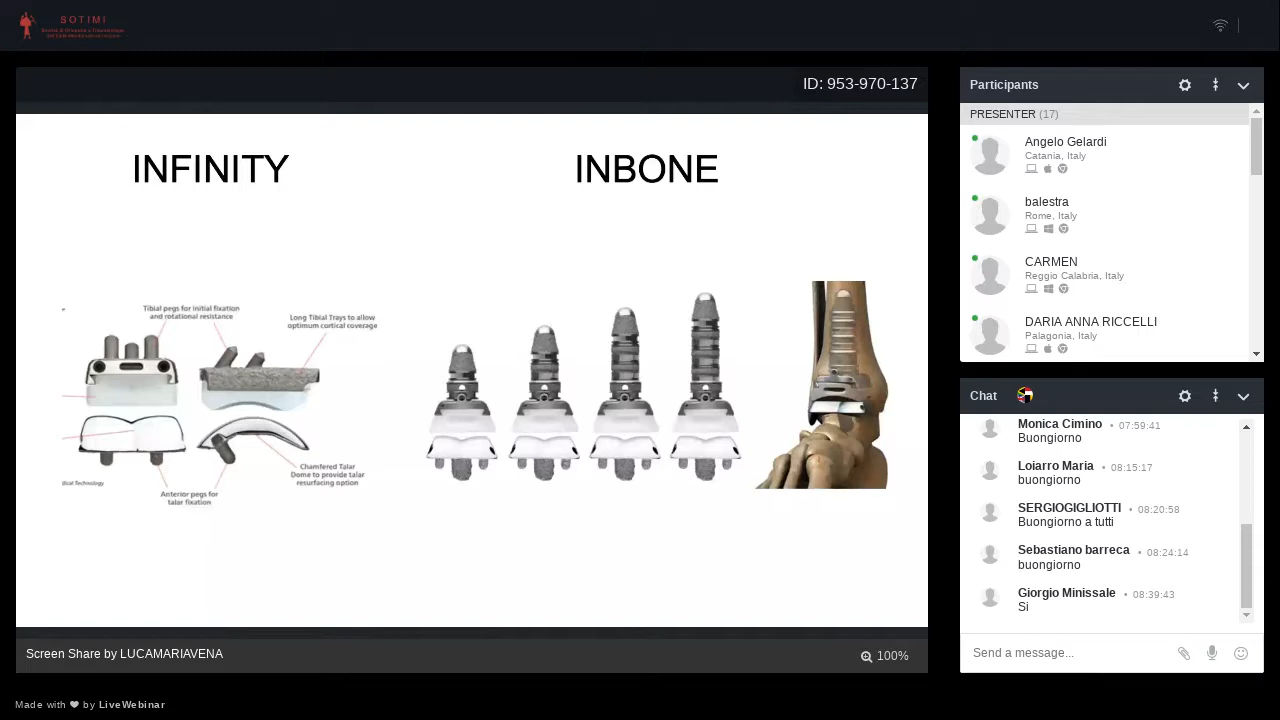 SOTIMI
ID: 953-970-137
INFINITY
INBONE
Tibial pegs for initial fixation
and rotational resistance
Long Tibial Trays to allow
optimum cortical coverage
Chamfered Talar
Dome to provide talar
resurfacing option
dical Technology
Anterior pegs for
talar fixation
Screen Share by LUCAMARIAVENA
100%
Participants
PRESENTER (17)
Angelo Gelardi
Catania, Italy
balestra
Rome, Italy
CARMEN
Reggio Calabria, Italy
DARIA ANNA RICCELLI
Palagonia, Italy
Chat
Monica Cimino • 07:59:41
Buongiorno
Lvarra Maria • 08:15:17
buongiorno
SERGIOGIGLIOTTI • 08:20:58
Buongiorno a tutti
Sebastiano barreca • 08:24:14
buongiorno
Giorgio Minissale • 08:39:43
Si
Send a message...
Made with ❤ by LiveWebinar